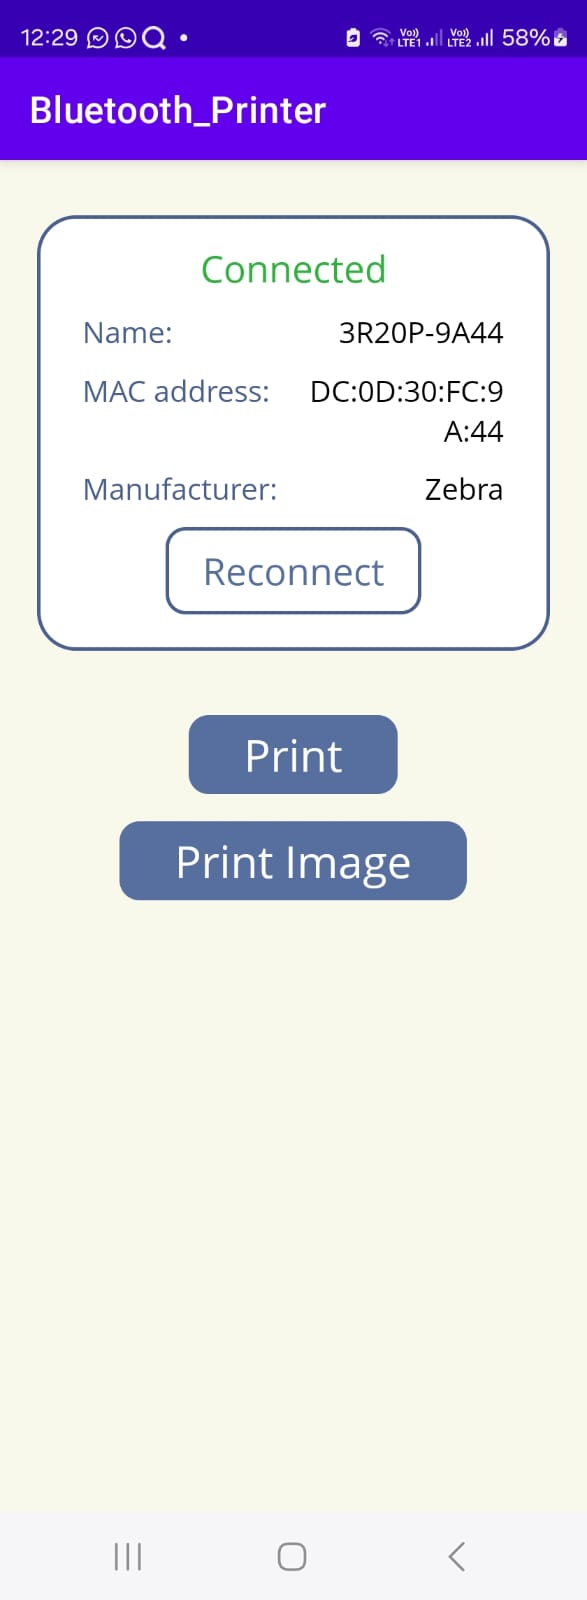 12:29 58%
Vo)) LTE1 Vo)) LTE2
Bluetooth_Printer
Connected
Name: 3R20P-9A44
MAC address: DC:0D:30:FC:9
A:44
Manufacturer: Zebra
Reconnect
Print
Print Image